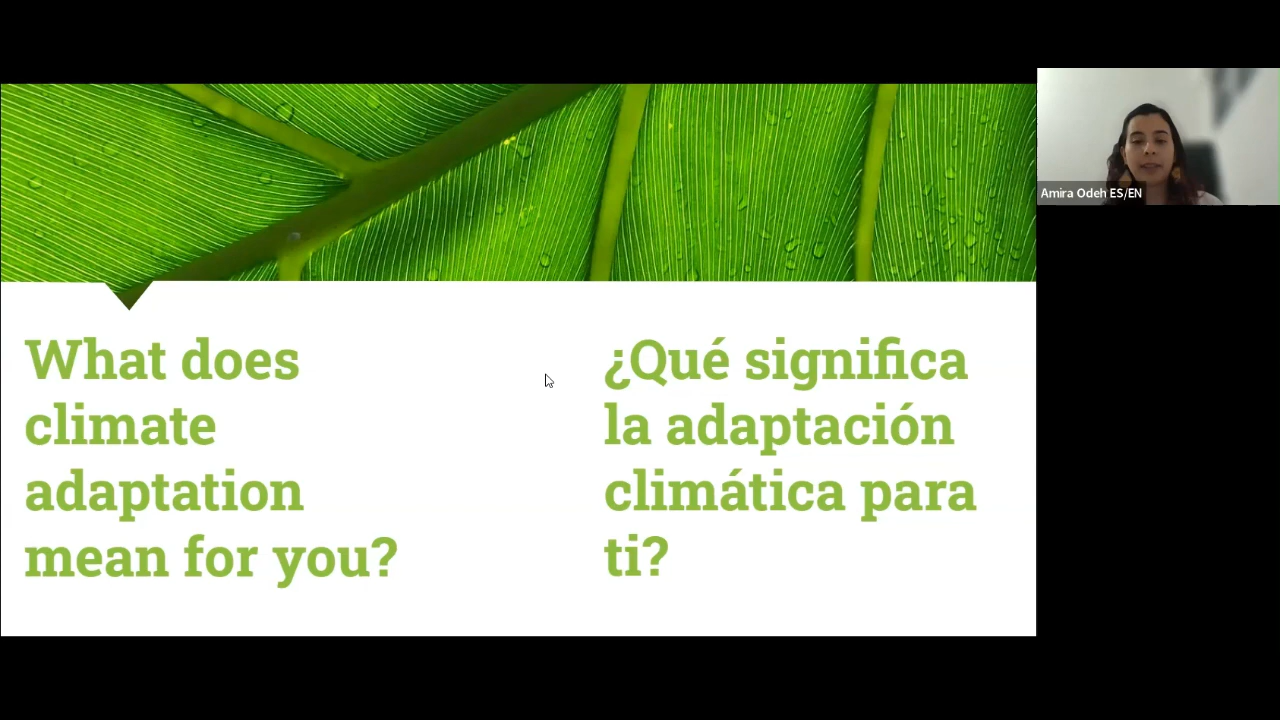 What does
climate
adaptation
mean for you?
¿Qué significa
la adaptación
climática para
ti?
Amira Odeh ES/EN